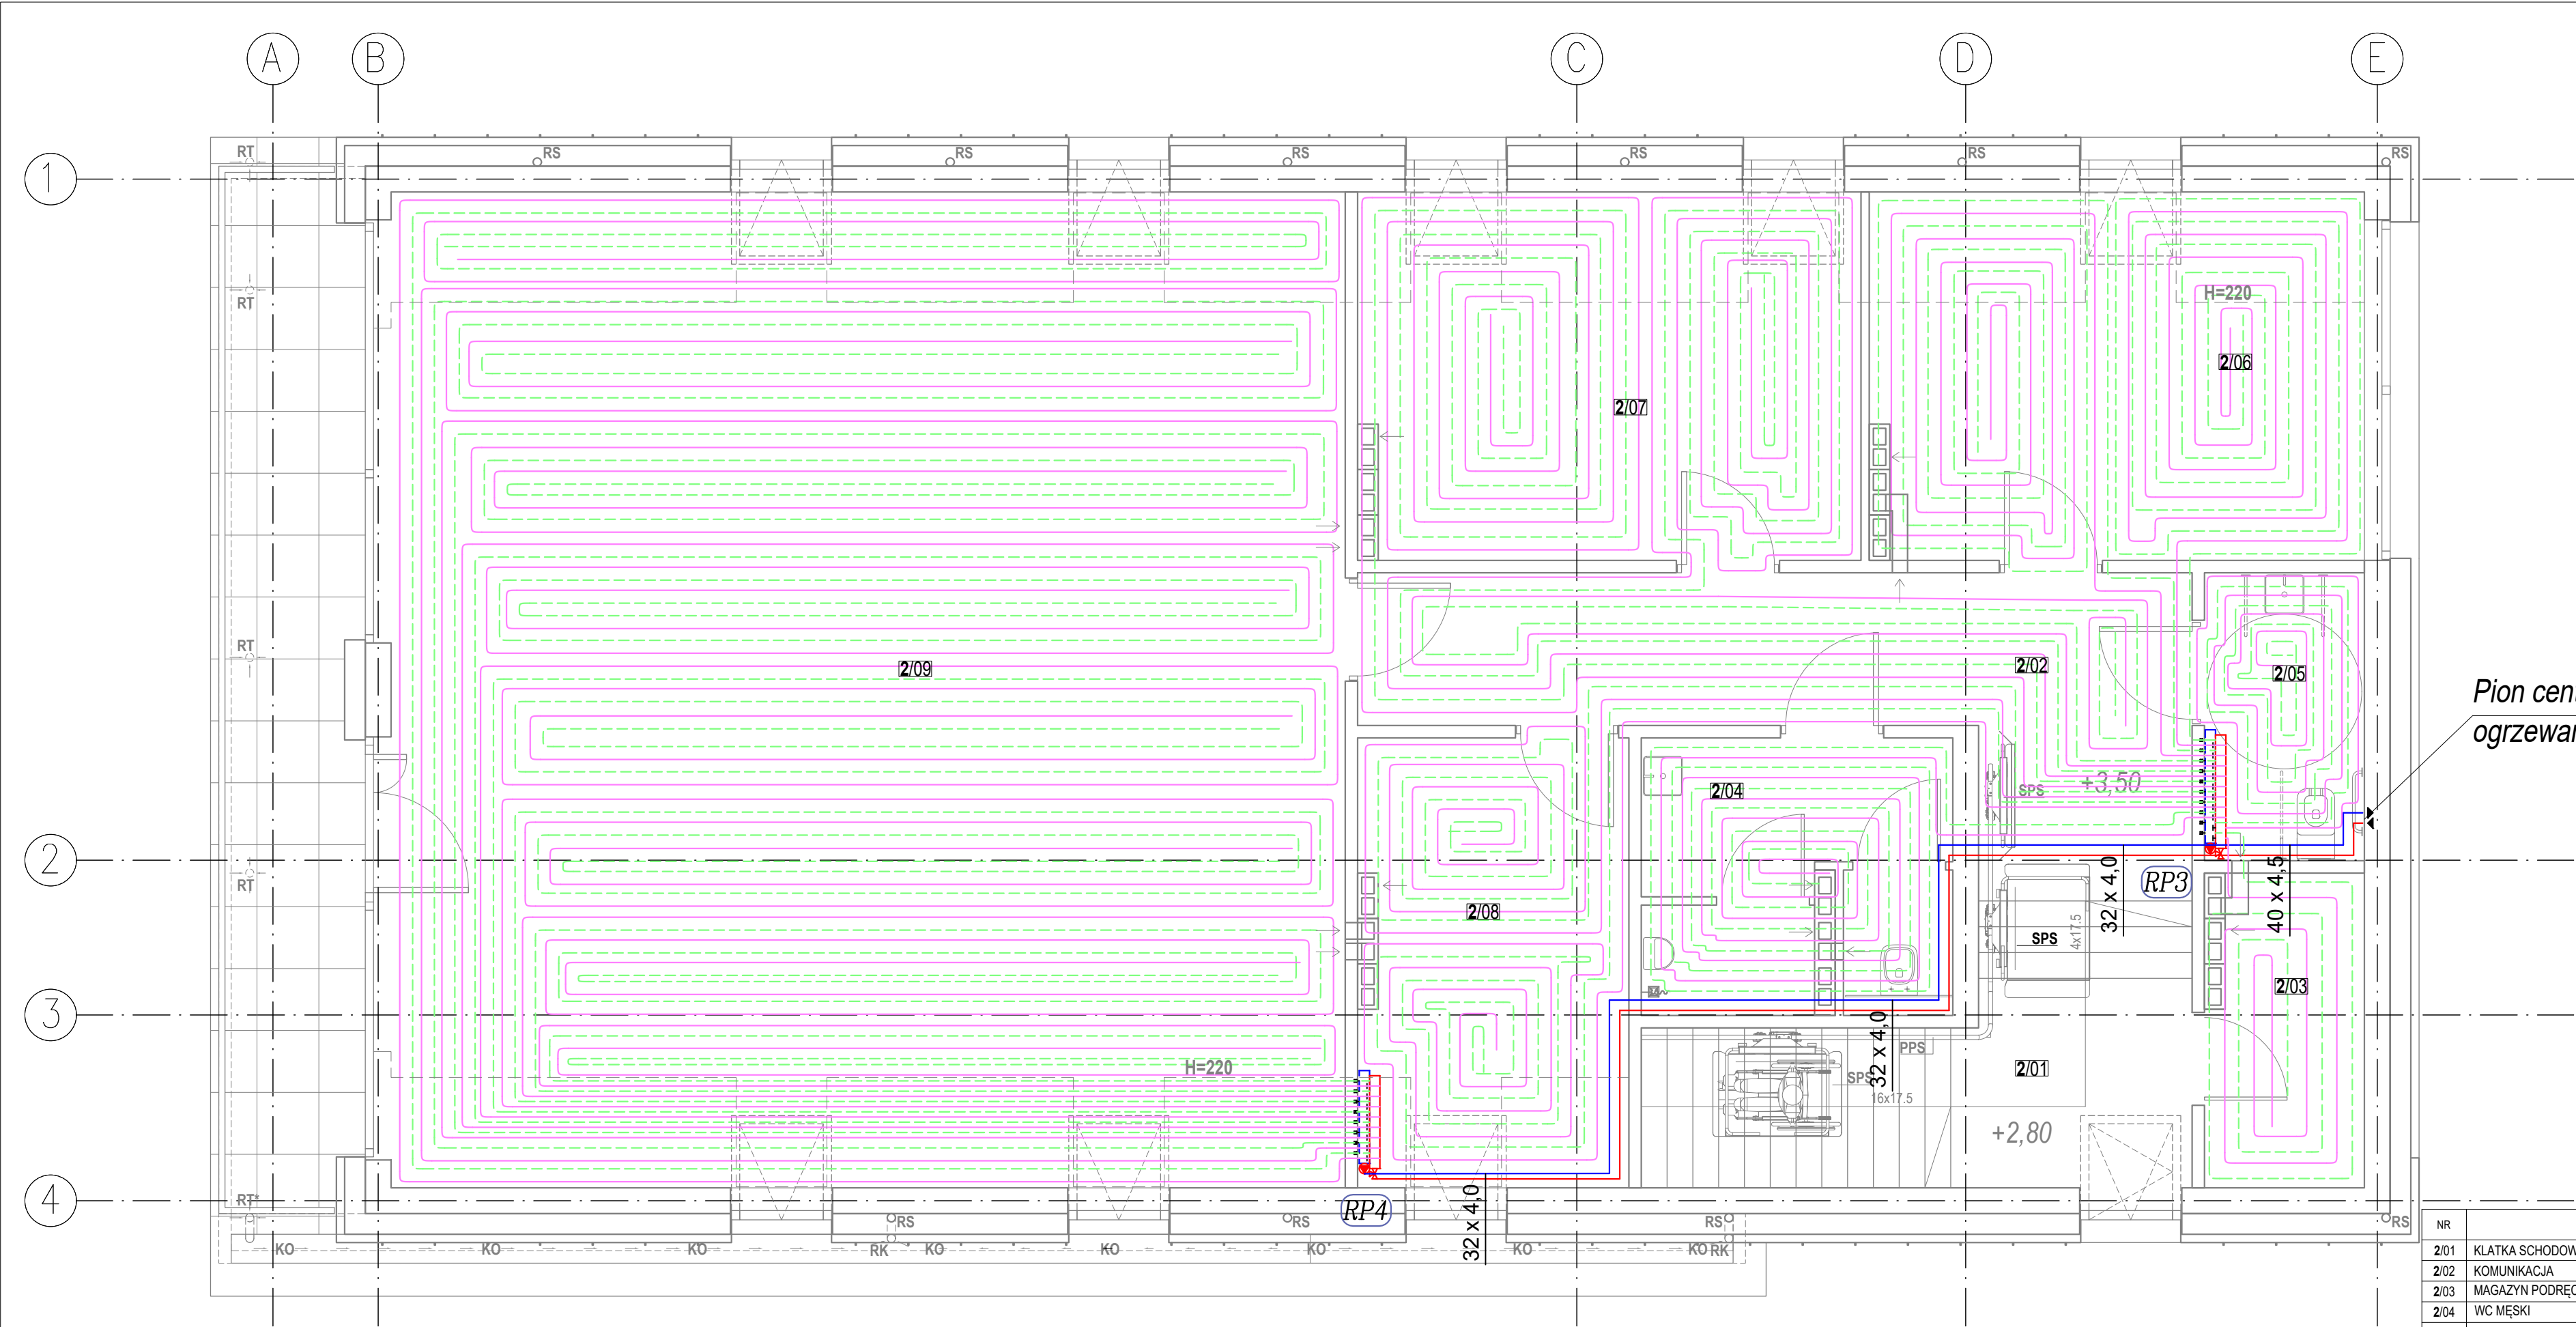 A B C D E
RT RS RS RS RS RS RS
1
RT H=220
2/06
2/07
RT 2/09 2/02 2/05
Pion cen
ogrzewa
2/04 SPS +3,50
2
RT 32 x 4,0 RP3 40 x 4,5
2/08 SPS 4x17.5
2/03
3
32 x 4,0 PPS
H=220 SPS 2/01
16x17.5
+2,80
4
RT RP4 32 x 4,0
RS RS RS RS
KO KO KO RK KO KO KO KO KO RK
NR
2/01 KLATKA SCHODOW
2/02 KOMUNIKACJA
2/03 MAGAZYN PODRĘC
2/04 WC MĘSKI